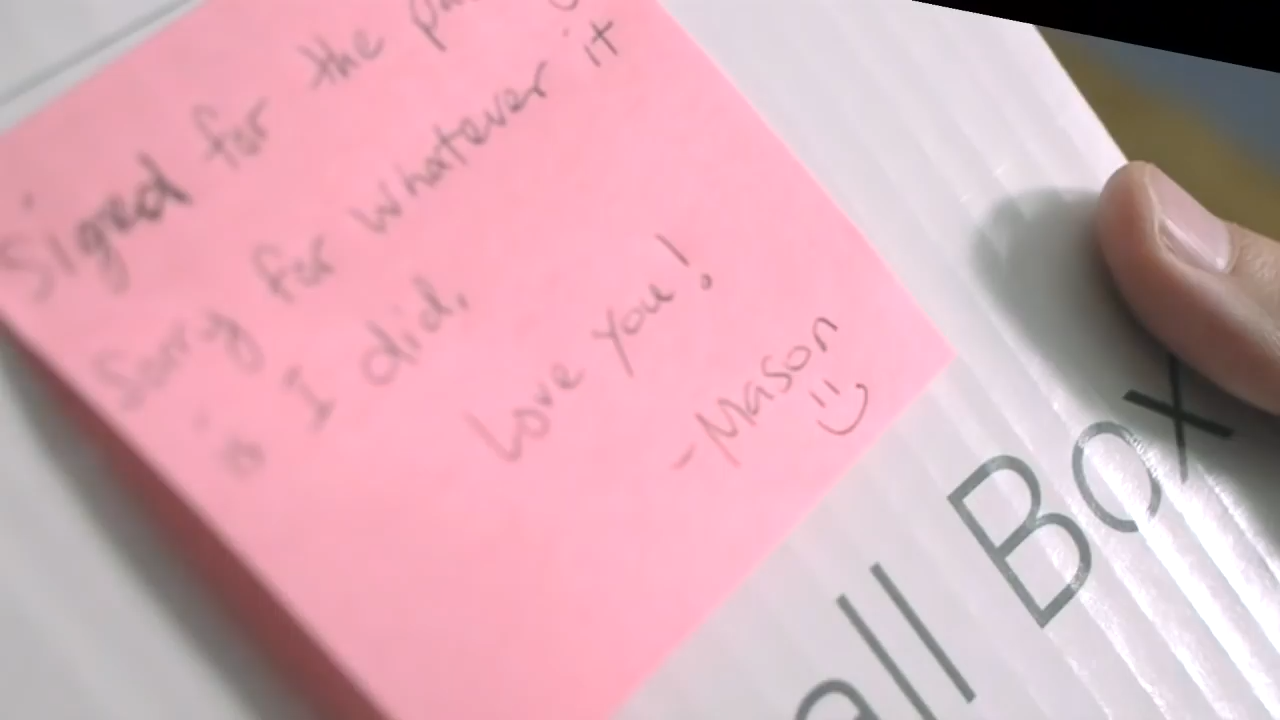 Signed for the
Sorry for whatever it
is I did.
Love you!
-Mason
all Box